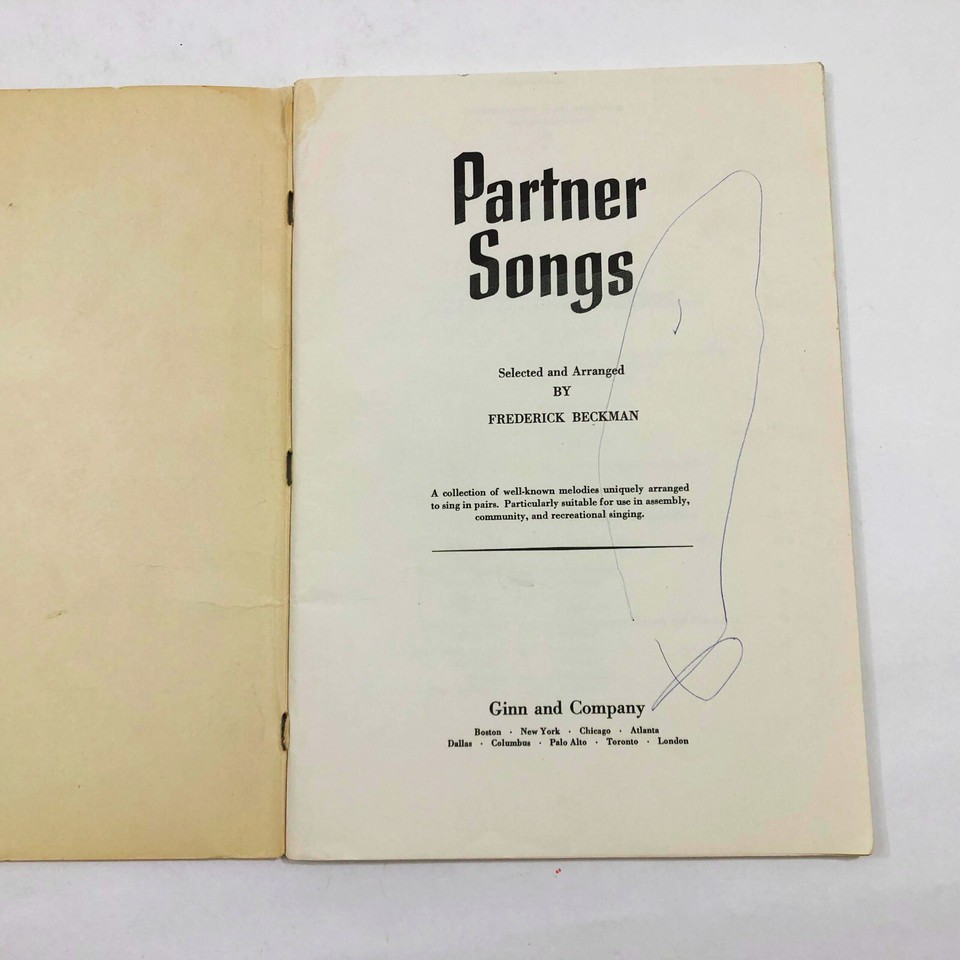 Partner
Songs
Selected and Arranged
BY
FREDERICK BECKMAN
A collection of well-known melodies uniquely arranged
to sing in pairs. Particularly suitable for use in assembly,
community, and recreational singing.
Ginn and Company
Boston · New York · Chicago · Atlanta
Dallas · Columbus · Palo Alto · Toronto · London